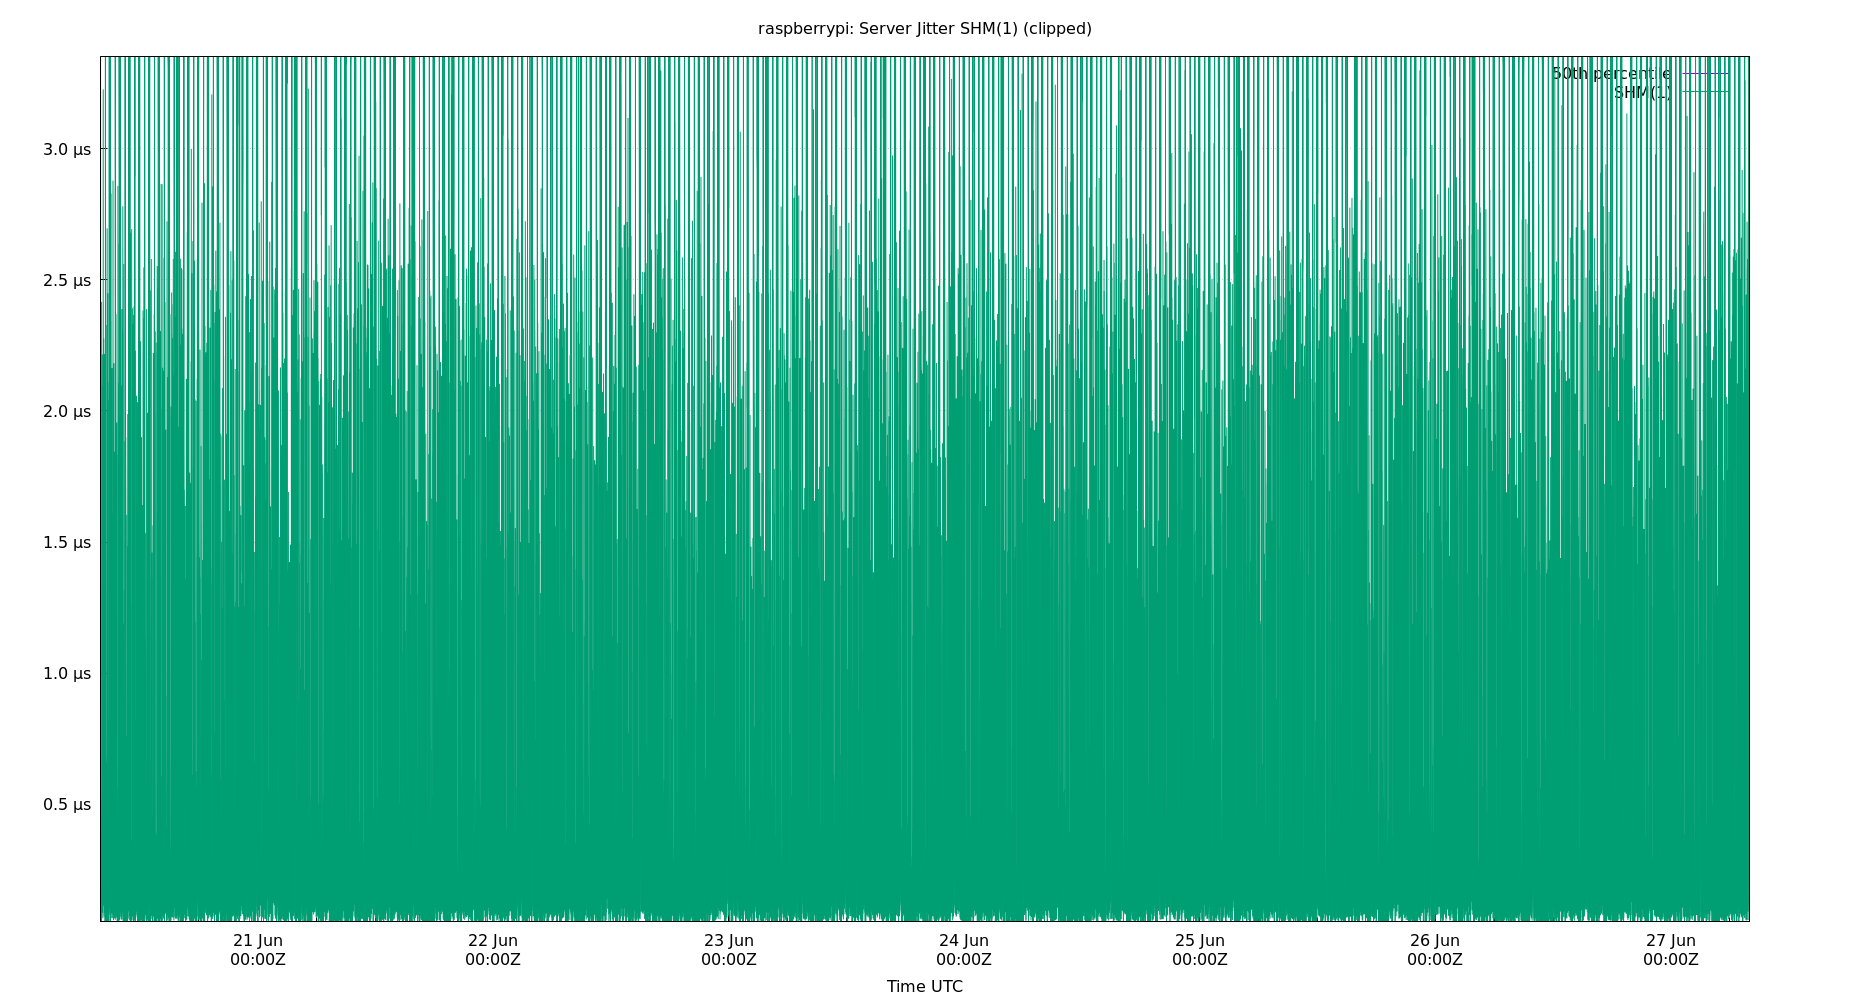 raspberrypi: Server Jitter SHM(1) (clipped)
50th percentile
SHM(1)
3.0 µs
2.5 µs
2.0 µs
1.5 µs
1.0 µs
0.5 µs
21 Jun 22 Jun 23 Jun 24 Jun 25 Jun 26 Jun 27 Jun
00:00Z 00:00Z 00:00Z 00:00Z 00:00Z 00:00Z 00:00Z
Time UTC